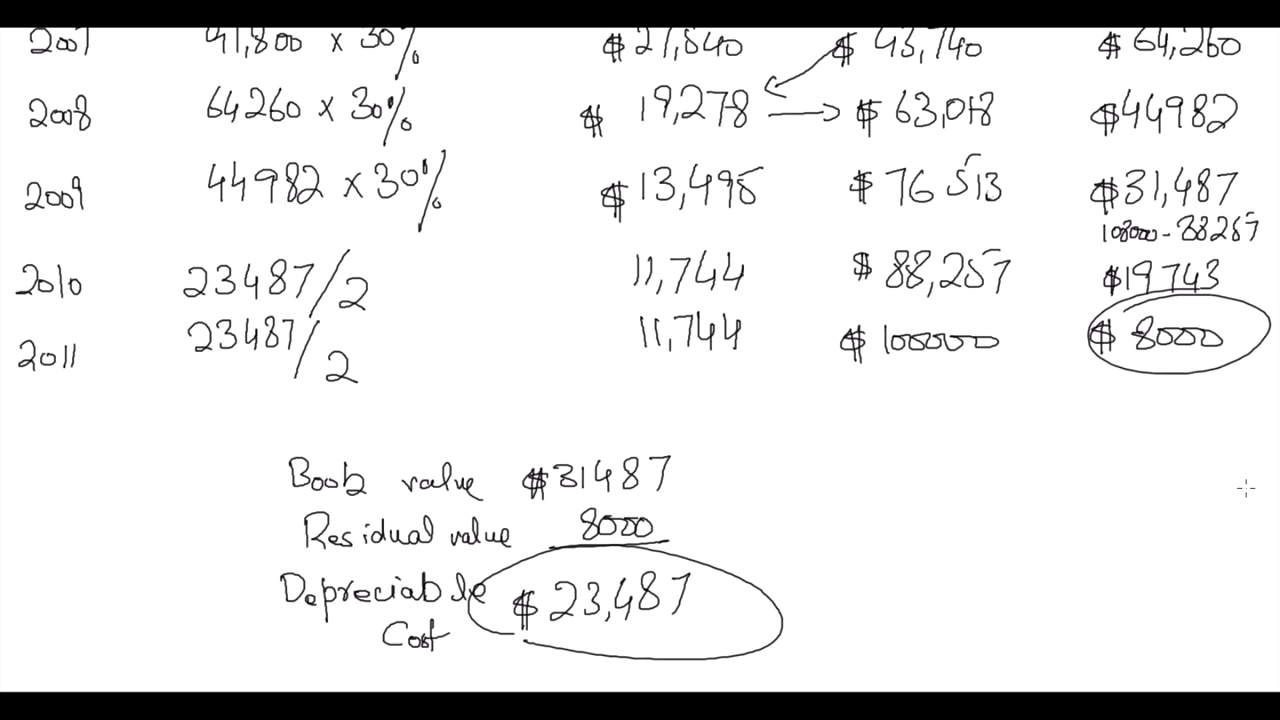 2007 91,800 x 30% $ 27,540 $ 43,740 $ 64,260
2008 64260 x 30% $ 19,278 $ 63,018 $44982
2009 44982 x 30% $ 13,495 $ 76 513 $31,487
108000 - 88257
2010 23487/2 11,744 $ 88,257 $19743
2011 23487/2 11,744 $ 100000 $ 8000
Book value $31487
Residual value 8000
Depreciable $ 23,487
Cost